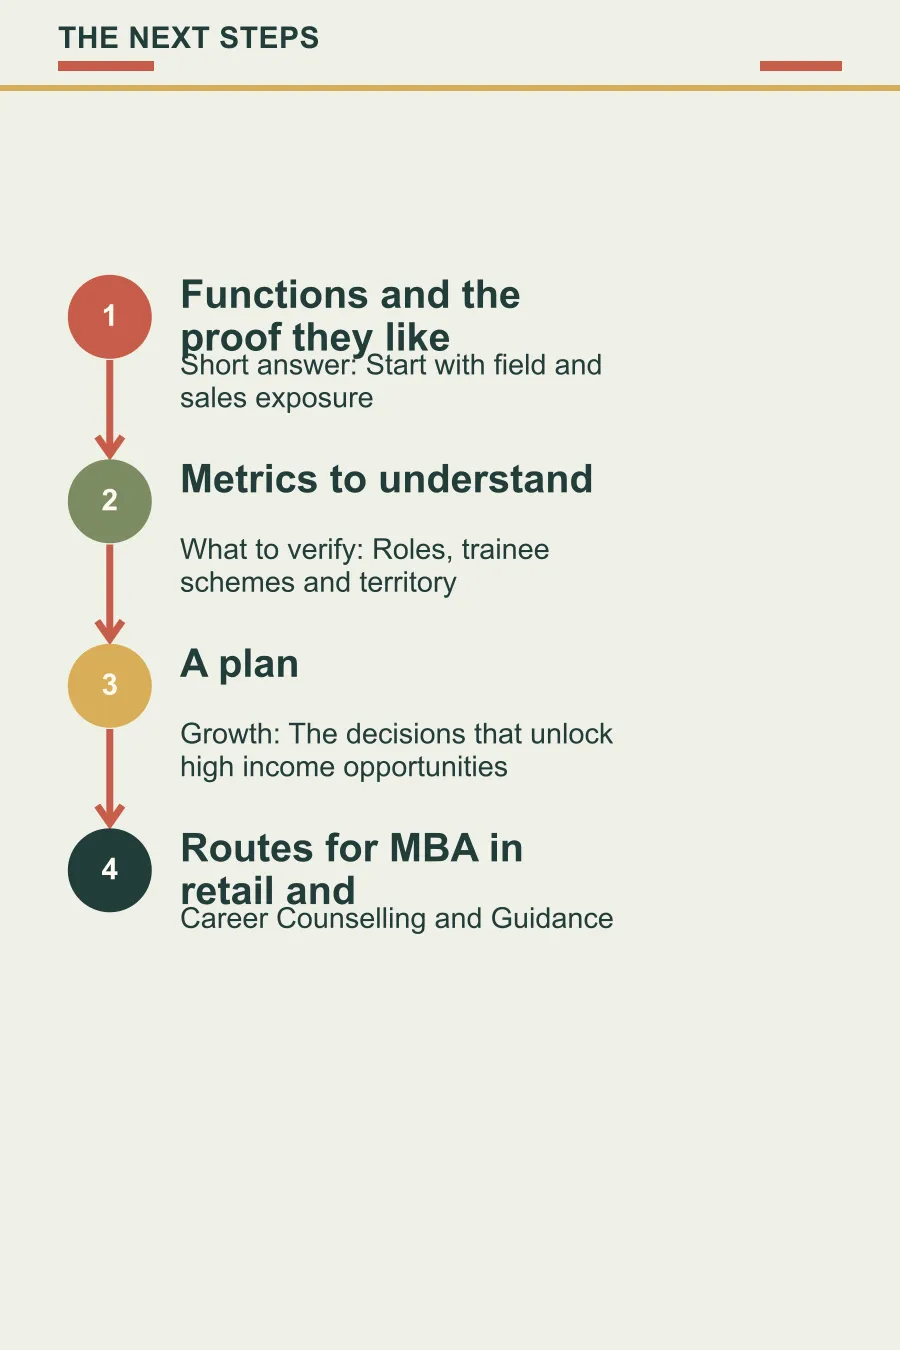 THE NEXT STEPS
1
Functions and the
proof they like
Short answer: Start with field and
sales exposure
2
Metrics to understand
What to verify: Roles, trainee
schemes and territory
3
A plan
Growth: The decisions that unlock
high income opportunities
4
Routes for MBA in
retail and
Career Counselling and Guidance